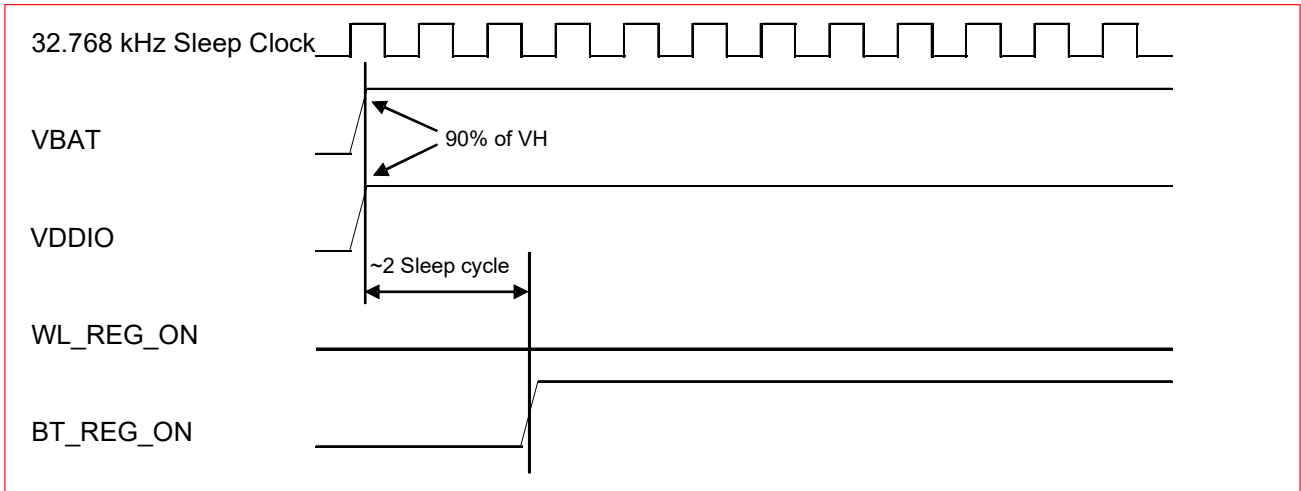 32.768 kHz Sleep Clock
VBAT
90% of VH
VDDIO
~2 Sleep cycle
WL_REG_ON
BT_REG_ON